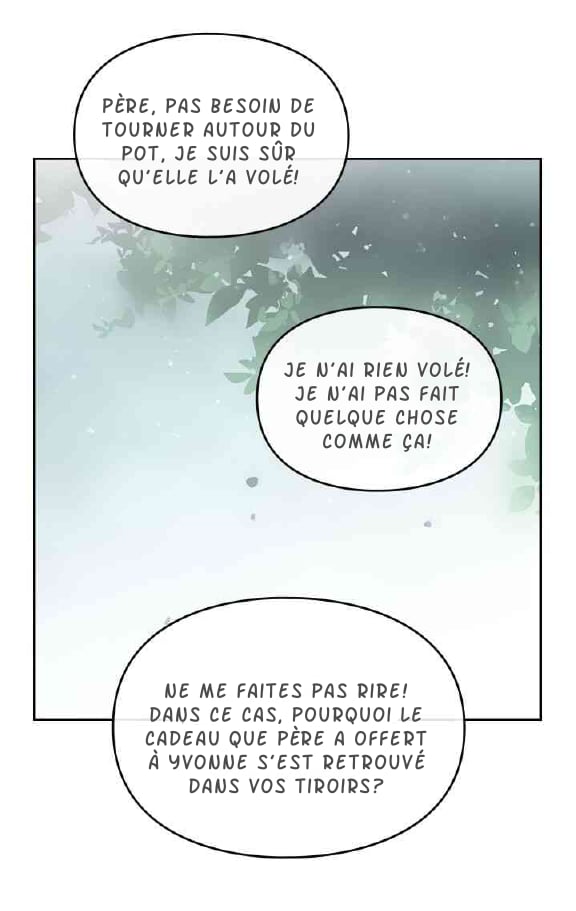 PÈRE, PAS BESOIN DE
TOURNER AUTOUR DU
POT, JE SUIS SÛR
QU'ELLE L'A VOLÉ!
JE N'AI RIEN VOLÉ!
JE N'AI PAS FAIT
QUELQUE CHOSE
COMME ÇA!
NE ME FAITES PAS RIRE!
DANS CE CAS, POURQUOI LE
CADEAU QUE PÈRE A OFFERT
À YVONNE S'EST RETROUVÉ
DANS VOS TIROIRS?